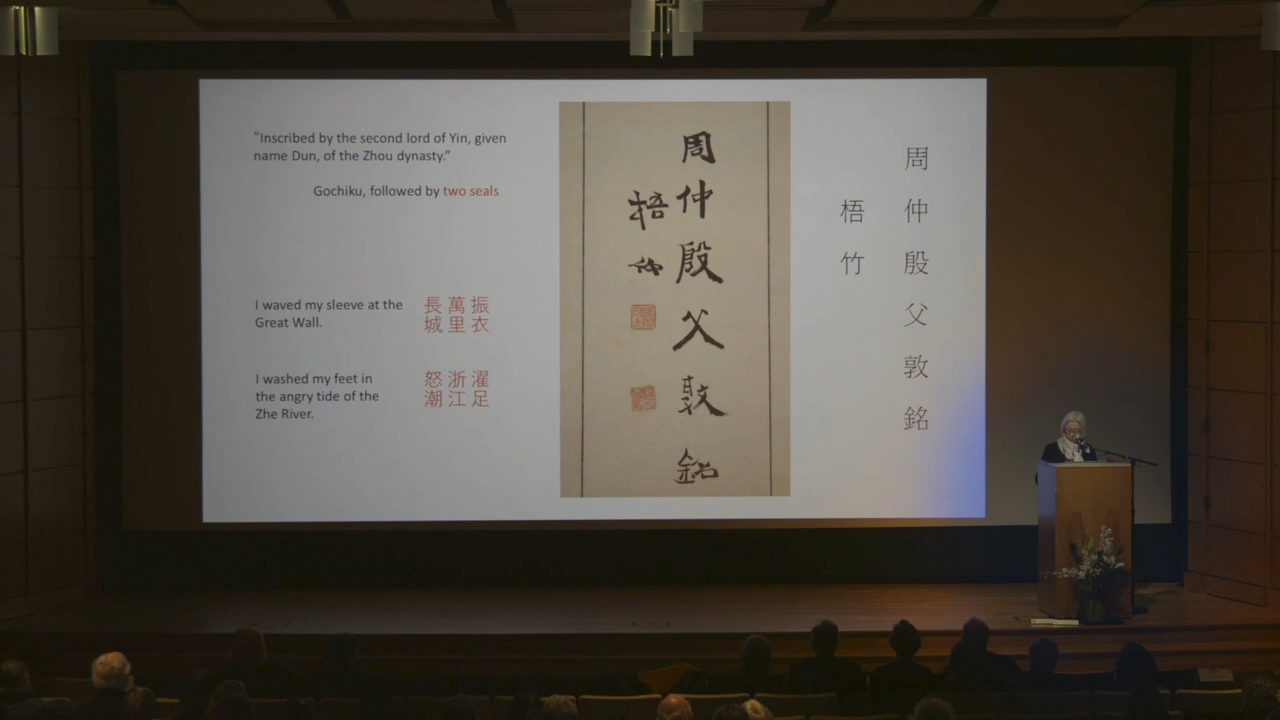 “Inscribed by the second lord of Yin, given
name Dun, of the Zhou dynasty.”
Gochiku, followed by two seals
I waved my sleeve at the
Great Wall.
振衣
萬里
長城
I washed my feet in
the angry tide of the
Zhe River.
濯足
浙江
怒潮
周仲殷父敦銘
梧竹
周仲殷父敦銘
梧竹